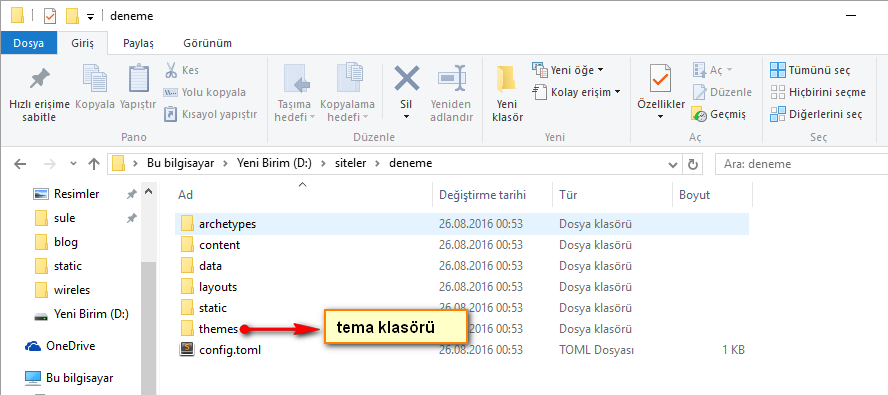 deneme
Dosya Giriş Paylaş Görünüm
Hızlı erişime sabitle
Kopyala
Yapıştır
Kes
Yolu kopyala
Kısayol yapıştır
Pano
Taşıma hedefi
Kopyalama hedefi
Sil
Yeniden adlandır
Düzenle
Yeni klasör
Yeni öğe
Kolay erişim
Yeni
Özellikler
Aç
Düzenle
Geçmiş
Aç
Tümünü seç
Hiçbirini seçme
Diğerlerini seç
Seç
Bu bilgisayar > Yeni Birim (D:) > siteler > deneme
Ara: deneme
Resimler
sule
blog
static
wireles
Yeni Birim (D:)
OneDrive
Bu bilgisayar
Ad Değiştirme tarihi Tür Boyut
archetypes 26.08.2016 00:53 Dosya klasörü
content 26.08.2016 00:53 Dosya klasörü
data 26.08.2016 00:53 Dosya klasörü
layouts 26.08.2016 00:53 Dosya klasörü
static 26.08.2016 00:53 Dosya klasörü
themes tema klasörü Dosya klasörü
config.toml 26.08.2016 00:53 TOML Dosyası 1 KB